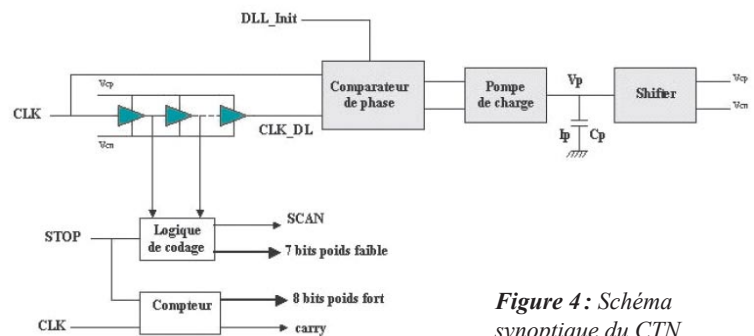 DLL_Init
Comparateur
de phase
Pompe
de charge
Vp
Shifter
Vcp
Vcn
Ip
Cp
Vcp
CLK
Vcn
CLK_DL
STOP
Logique
de codage
SCAN
7 bits poids faible
Compteur
8 bits poids fort
CLK
carry
Figure 4 : Schéma
synoptique du CTN